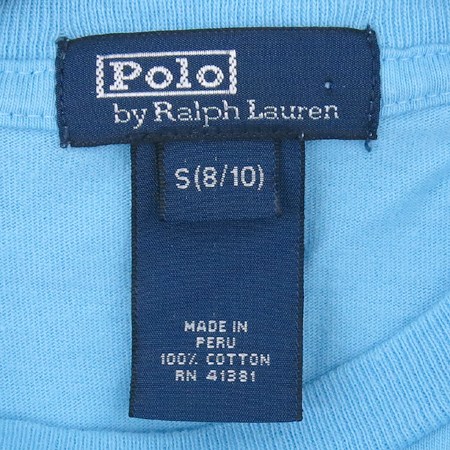 Polo
by Ralph Lauren
S(8/10)
MADE IN
PERU
100% COTTON
RN 41381